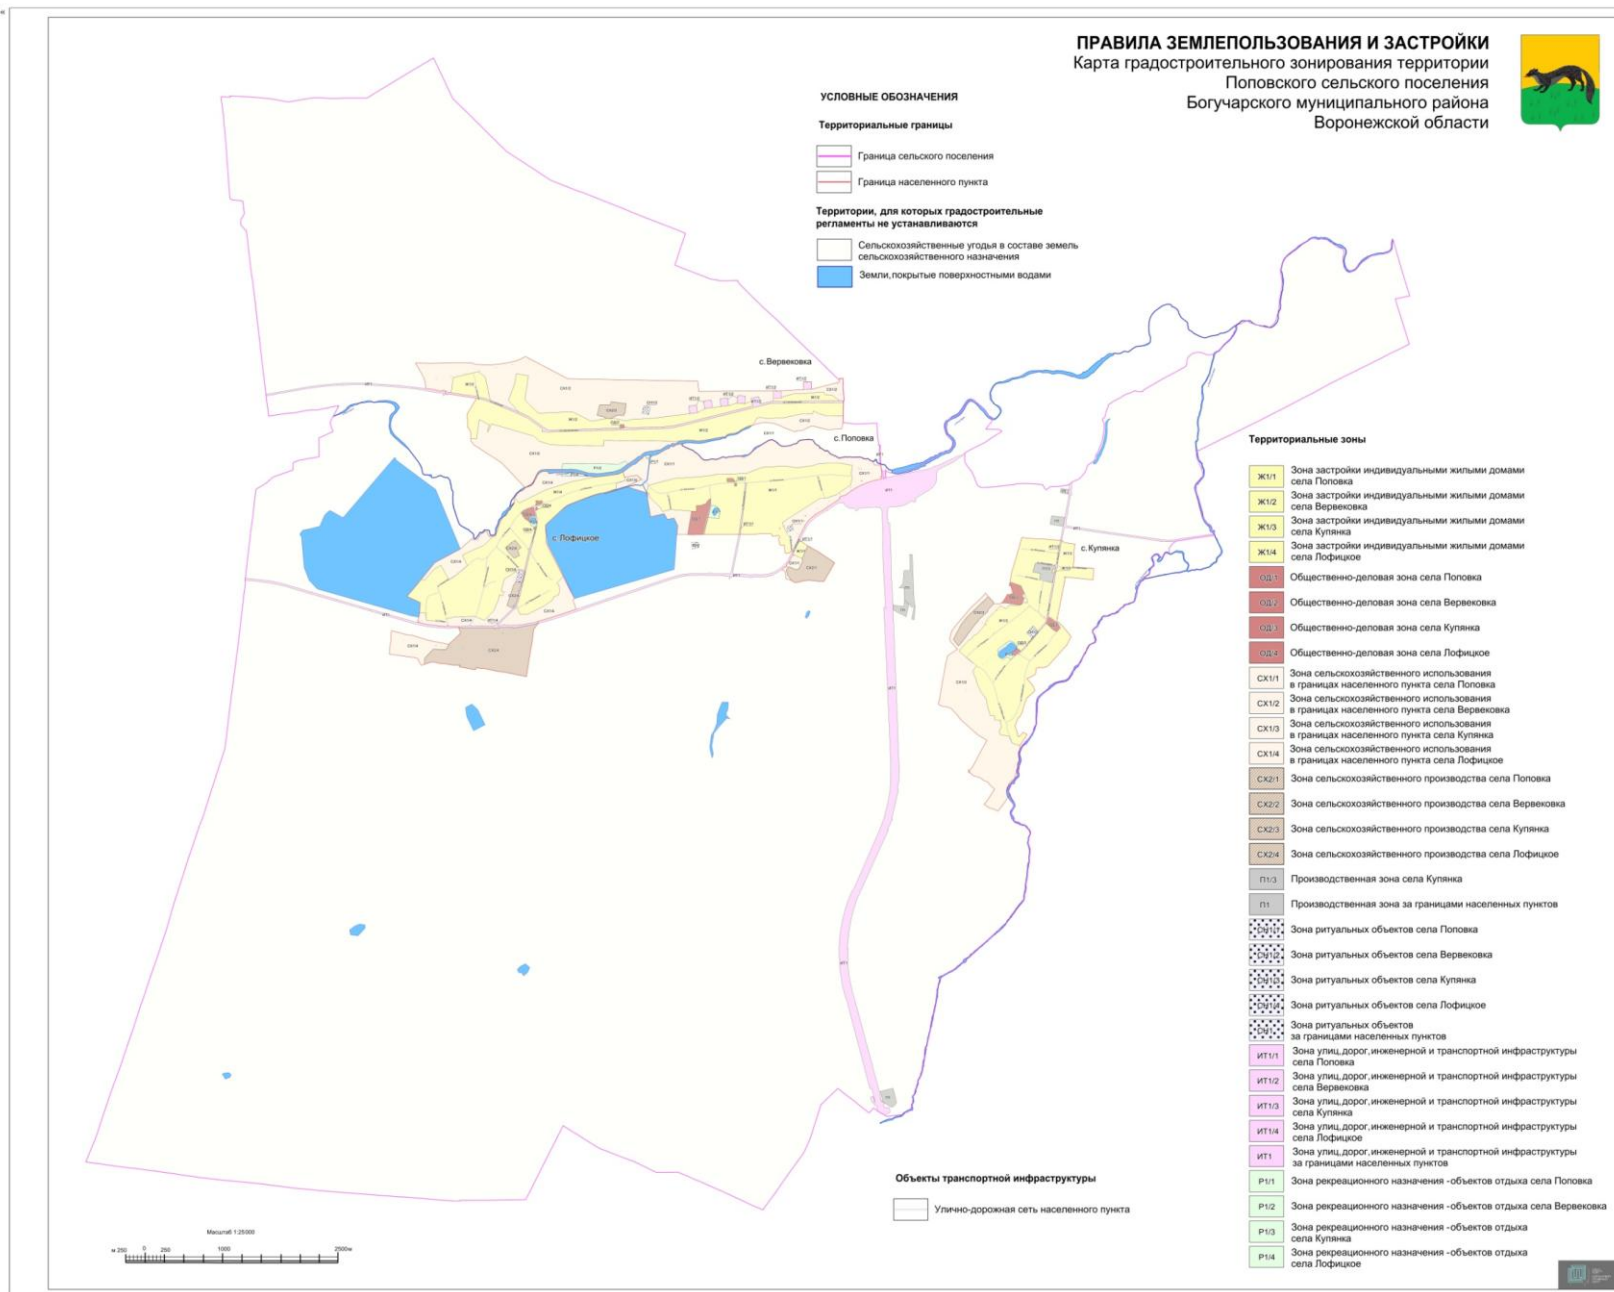 ПРАВИЛА ЗЕМЛЕПОЛЬЗОВАНИЯ И ЗАСТРОЙКИ
Карта градостроительного зонирования территории
Поповского сельского поселения
Богучарского муниципального района
Воронежской области
УСЛОВНЫЕ ОБОЗНАЧЕНИЯ
Территориальные границы
Граница сельского поселения
Граница населенного пункта
Территории, для которых градостроительные
регламенты не устанавливаются
Сельскохозяйственные угодья в составе земель
сельскохозяйственного назначения
Земли,покрытые поверхностными водами
с.Вервековка
с.Поповка
с.Лофицкое
с.Купянка
Территориальные зоны
Ж1/1 Зона застройки индивидуальными жилыми домами
села Поповка
Ж1/2 Зона застройки индивидуальными жилыми домами
села Вервековка
Ж1/3 Зона застройки индивидуальными жилыми домами
села Купянка
Ж1/4 Зона застройки индивидуальными жилыми домами
села Лофицкое
ОД/1 Общественно-деловая зона села Поповка
ОД/2 Общественно-деловая зона села Вервековка
ОД/3 Общественно-деловая зона села Купянка
ОД/4 Общественно-деловая зона села Лофицкое
СХ1/1 Зона сельскохозяйственного использования
в границах населенного пункта села Поповка
СХ1/2 Зона сельскохозяйственного использования
в границах населенного пункта села Вервековка
СХ1/3 Зона сельскохозяйственного использования
в границах населенного пункта села Купянка
СХ1/4 Зона сельскохозяйственного использования
в границах населенного пункта села Лофицкое
СХ2/1 Зона сельскохозяйственного производства села Поповка
СХ2/2 Зона сельскохозяйственного производства села Вервековка
СХ2/3 Зона сельскохозяйственного производства села Купянка
СХ2/4 Зона сельскохозяйственного производства села Лофицкое
П1/3 Производственная зона села Купянка
П1 Производственная зона за границами населенных пунктов
СН1/1 Зона ритуальных объектов села Поповка
СН1/2 Зона ритуальных объектов села Вервековка
СН1/3 Зона ритуальных объектов села Купянка
СН1/4 Зона ритуальных объектов села Лофицкое
СН1 Зона ритуальных объектов
за границами населенных пунктов
ИТ1/1 Зона улиц,дорог,инженерной и транспортной инфраструктуры
села Поповка
ИТ1/2 Зона улиц,дорог,инженерной и транспортной инфраструктуры
села Вервековка
ИТ1/3 Зона улиц,дорог,инженерной и транспортной инфраструктуры
села Купянка
ИТ1/4 Зона улиц,дорог,инженерной и транспортной инфраструктуры
села Лофицкое
ИТ1 Зона улиц,дорог,инженерной и транспортной инфраструктуры
за границами населенных пунктов
Р1/1 Зона рекреационного назначения -объектов отдыха села Поповка
Р1/2 Зона рекреационного назначения -объектов отдыха села Вервековка
Р1/3 Зона рекреационного назначения -объектов отдыха
села Купянка
Р1/4 Зона рекреационного назначения -объектов отдыха
села Лофицкое
Объекты транспортной инфраструктуры
Улично-дорожная сеть населенного пункта
Масштаб 1:25000
м 250 0 250 1000 2500м